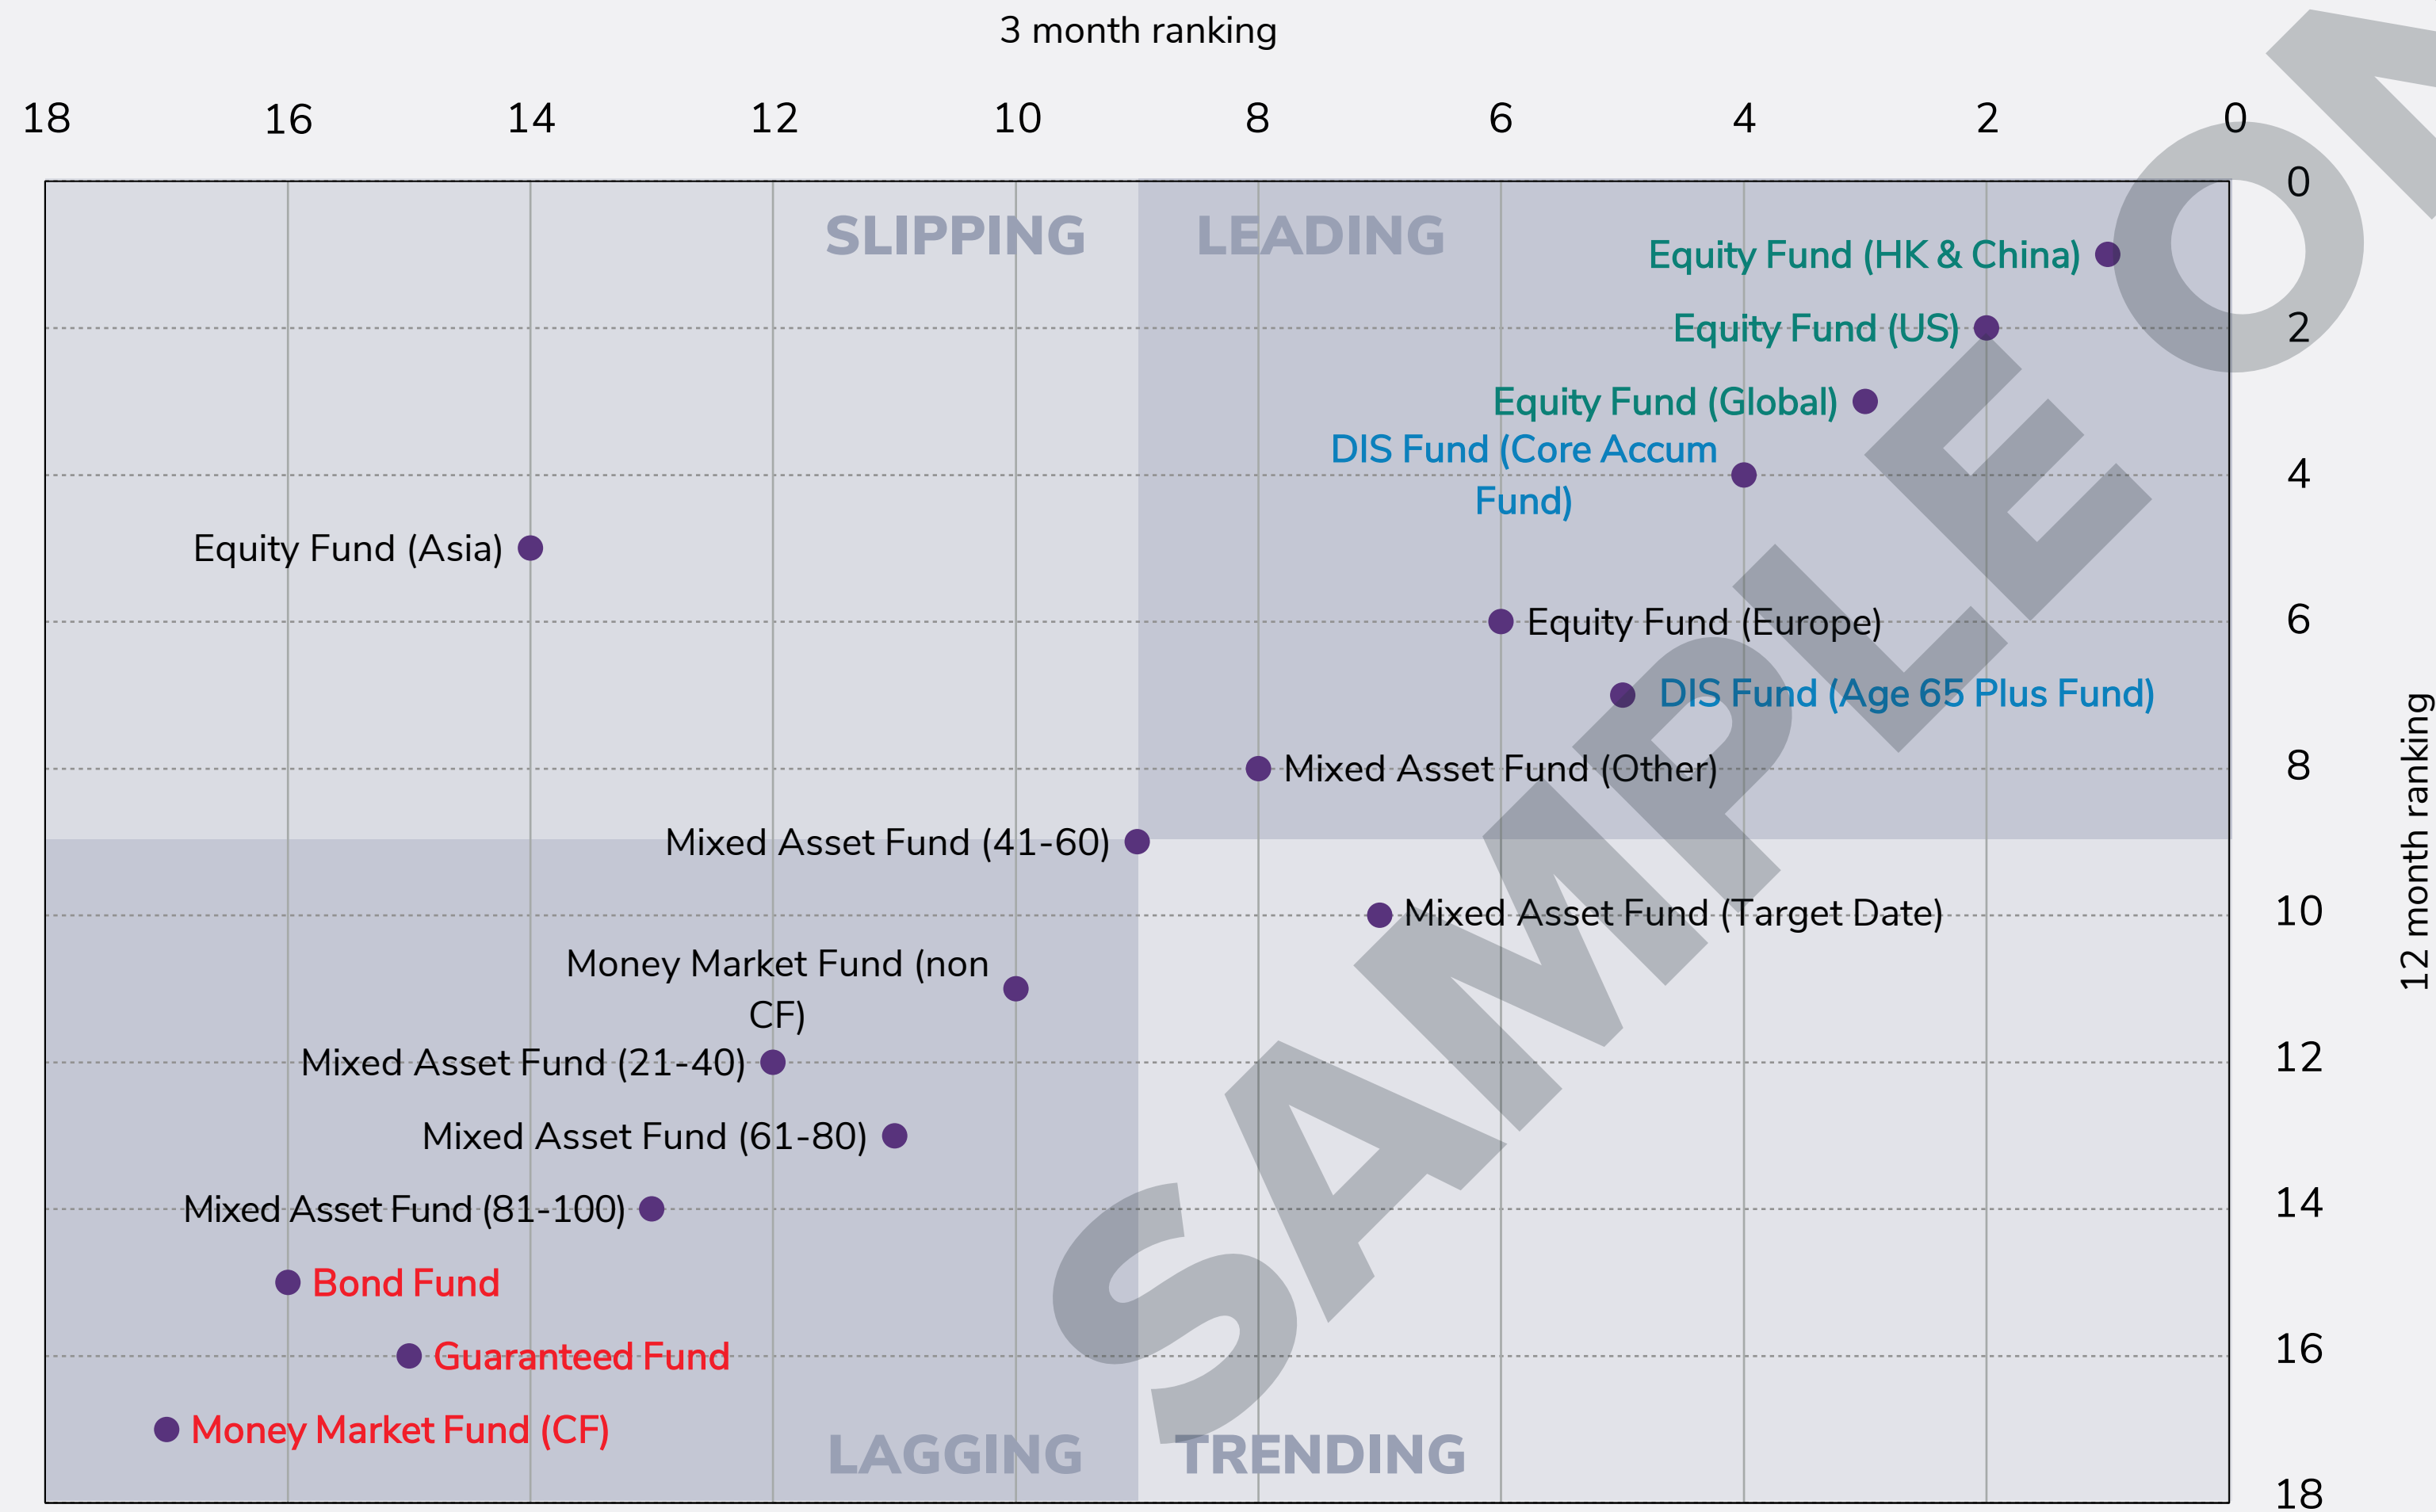 3 month ranking
18 16 14 12 10 8 6 4 2 0
0
SLIPPING LEADING
Equity Fund (HK & China)
Equity Fund (US)
2
Equity Fund (Global)
DIS Fund (Core Accum
Fund)
4
Equity Fund (Asia)
Equity Fund (Europe)
6
DIS Fund (Age 65 Plus Fund)
Mixed Asset Fund (Other)
8
Mixed Asset Fund (41-60)
12 month ranking
Mixed Asset Fund (Target Date)
10
Money Market Fund (non
CF)
Mixed Asset Fund (21-40)
12
Mixed Asset Fund (61-80)
Mixed Asset Fund (81-100)
14
Bond Fund
Guaranteed Fund
16
Money Market Fund (CF)
LAGGING TRENDING
18
SAMPLE